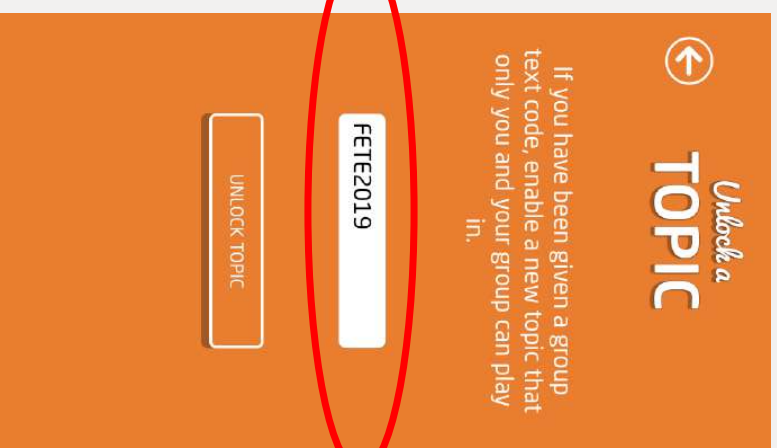 Unlock a
TOPIC
If you have been given a group
text code, enable a new topic that
only you and your group can play
in.
FETE2019
UNLOCK TOPIC